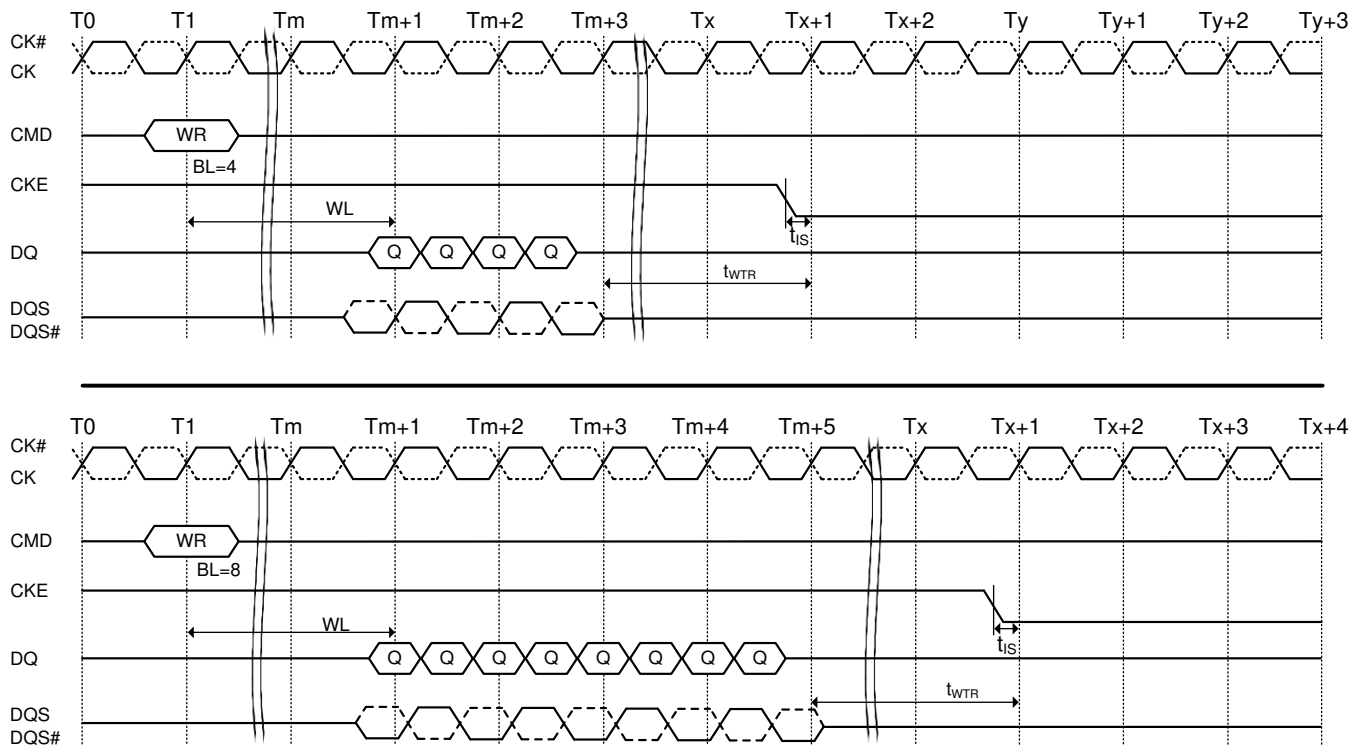 T0 T1 Tm Tm+1 Tm+2 Tm+3 Tx Tx+1 Tx+2 Ty Ty+1 Ty+2 Ty+3
CK#
CK
CMD WR
BL=4
CKE
WL
tIS
DQ Q Q Q Q
tWTR
DQS
DQS#
T0 T1 Tm Tm+1 Tm+2 Tm+3 Tm+4 Tm+5 Tx Tx+1 Tx+2 Tx+3 Tx+4
CK#
CK
CMD WR
BL=8
CKE
WL
tIS
DQ Q Q Q Q Q Q Q Q
tWTR
DQS
DQS#